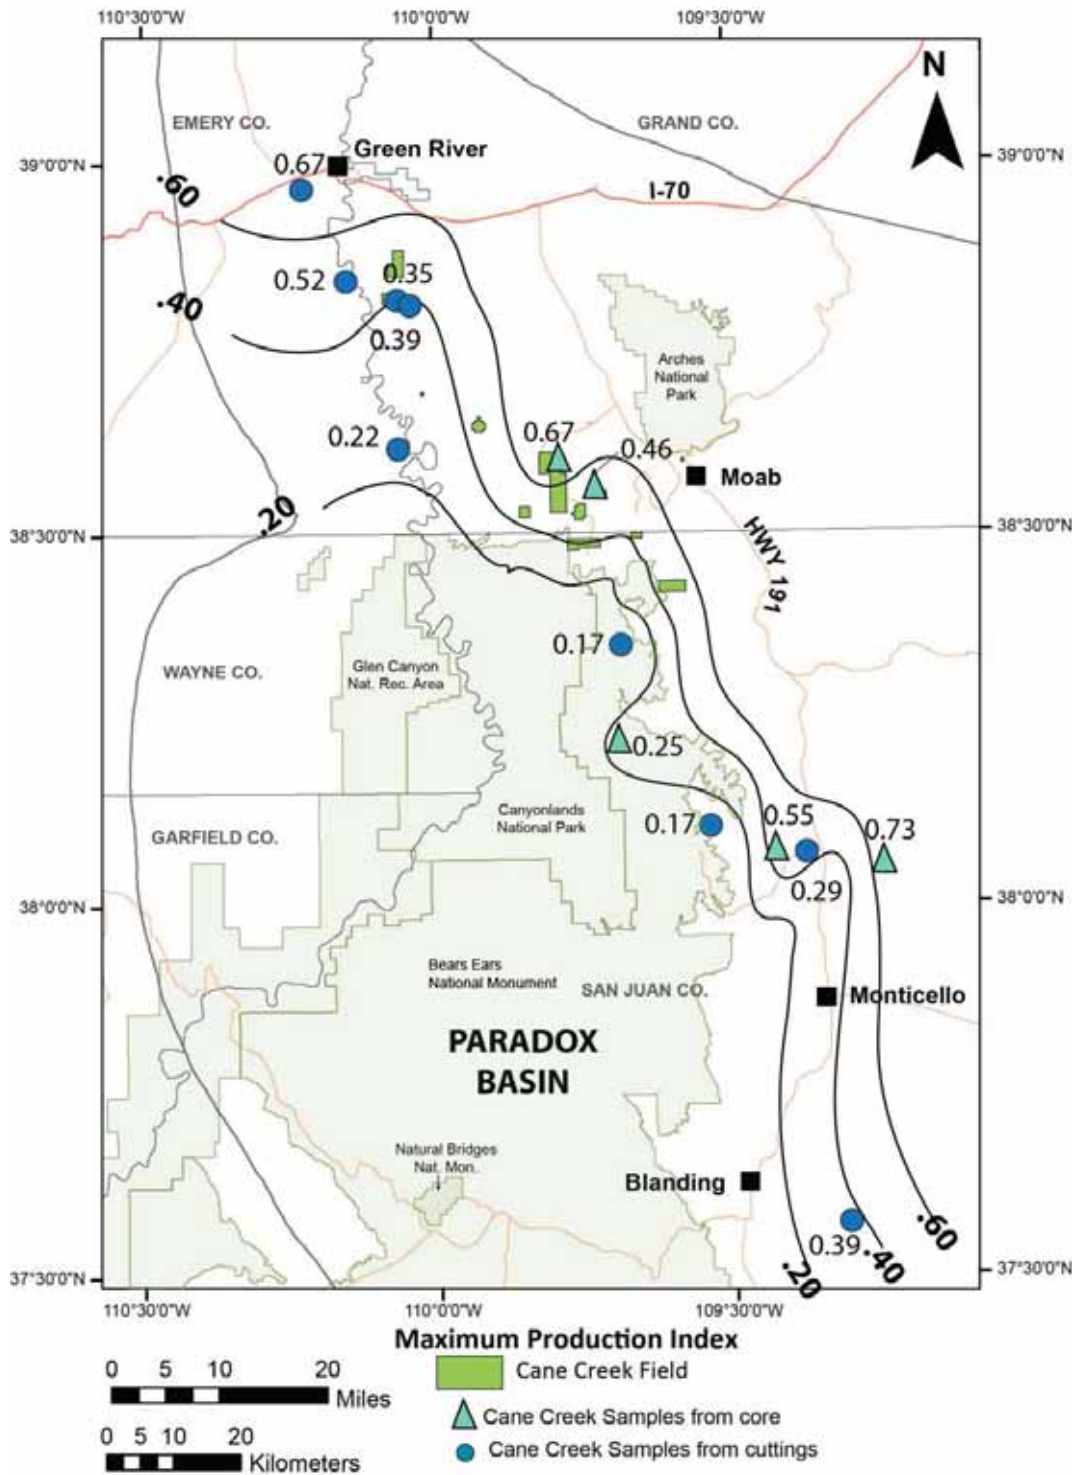 110°30'0"W
110°0'0"W
109°30'0"W
N
EMERY CO.
GRAND CO.
Green River
39°0'0"N
0.67
39°0'0"N
.60
I-70
0.52
0.35
.40
0.39
Arches
National
Park
0.22
0.67
0.46
Moab
.20
38°30'0"N
38°30'0"N
HWY 191
0.17
WAYNE CO.
Glen Canyon
Nat. Rec. Area
0.25
Canyonlands
National Park
0.17
0.55
0.73
GARFIELD CO.
0.29
38°0'0"N
38°0'0"N
Bears Ears
National Monument
SAN JUAN CO.
Monticello
PARADOX
BASIN
Natural Bridges
Nat. Mon.
Blanding
0.39
.20
.40
.60
37°30'0"N
37°30'0"N
110°30'0"W
110°0'0"W
109°30'0"W
Maximum Production Index
0 5 10 20
Miles
0 5 10 20
Kilometers
Cane Creek Field
Cane Creek Samples from core
Cane Creek Samples from cuttings